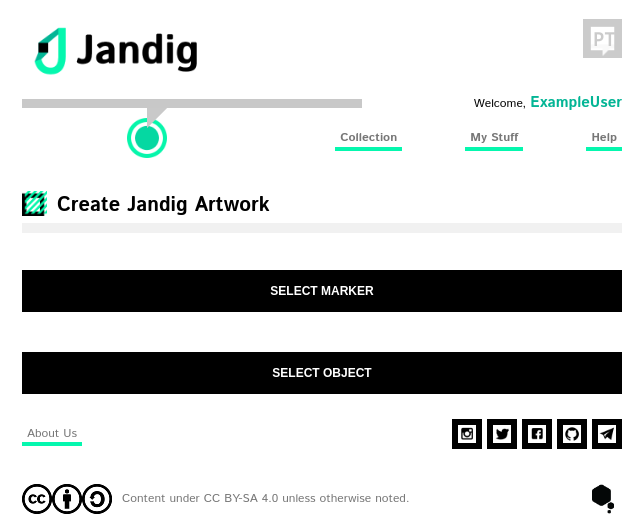 Jandig
PT
Welcome, ExampleUser
Collection
My Stuff
Help
Create Jandig Artwork
SELECT MARKER
SELECT OBJECT
About Us
cc
Content under CC BY-SA 4.0 unless otherwise noted.